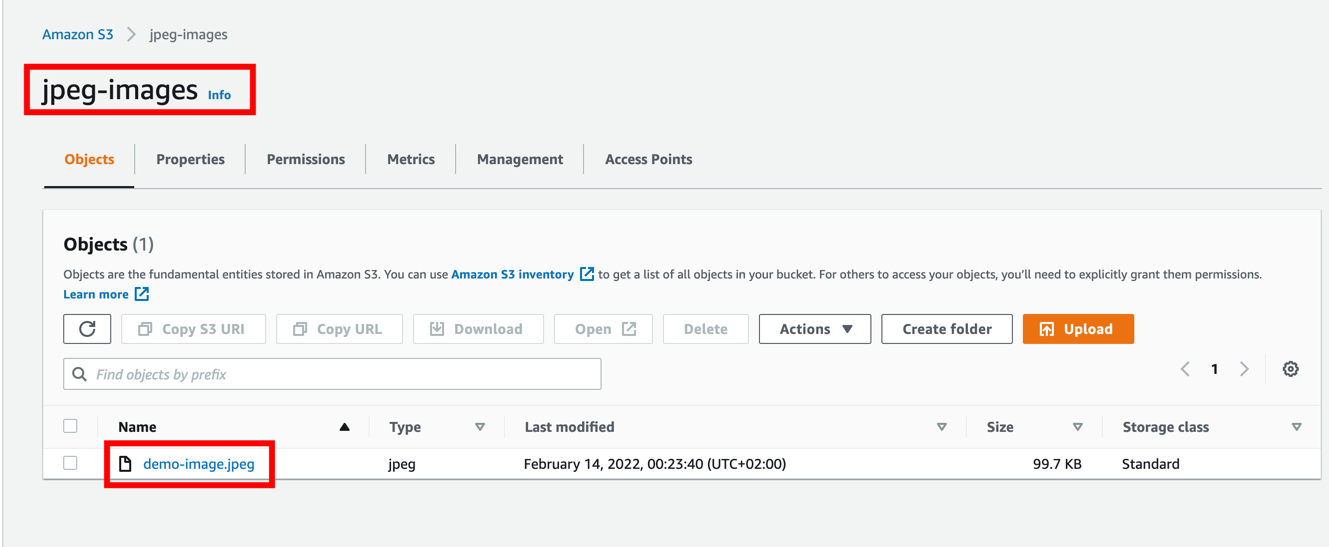 Amazon S3 > jpeg-images
jpeg-images Info
Objects Properties Permissions Metrics Management Access Points
Objects (1)
Objects are the fundamental entities stored in Amazon S3. You can use Amazon S3 inventory to get a list of all objects in your bucket. For others to access your objects, you'll need to explicitly grant them permissions.
Learn more
Copy S3 URI Copy URL Download Open Delete Actions Create folder Upload
Find objects by prefix
1
Name Type Last modified Size Storage class
demo-image.jpeg jpeg February 14, 2022, 00:23:40 (UTC+02:00) 99.7 KB Standard